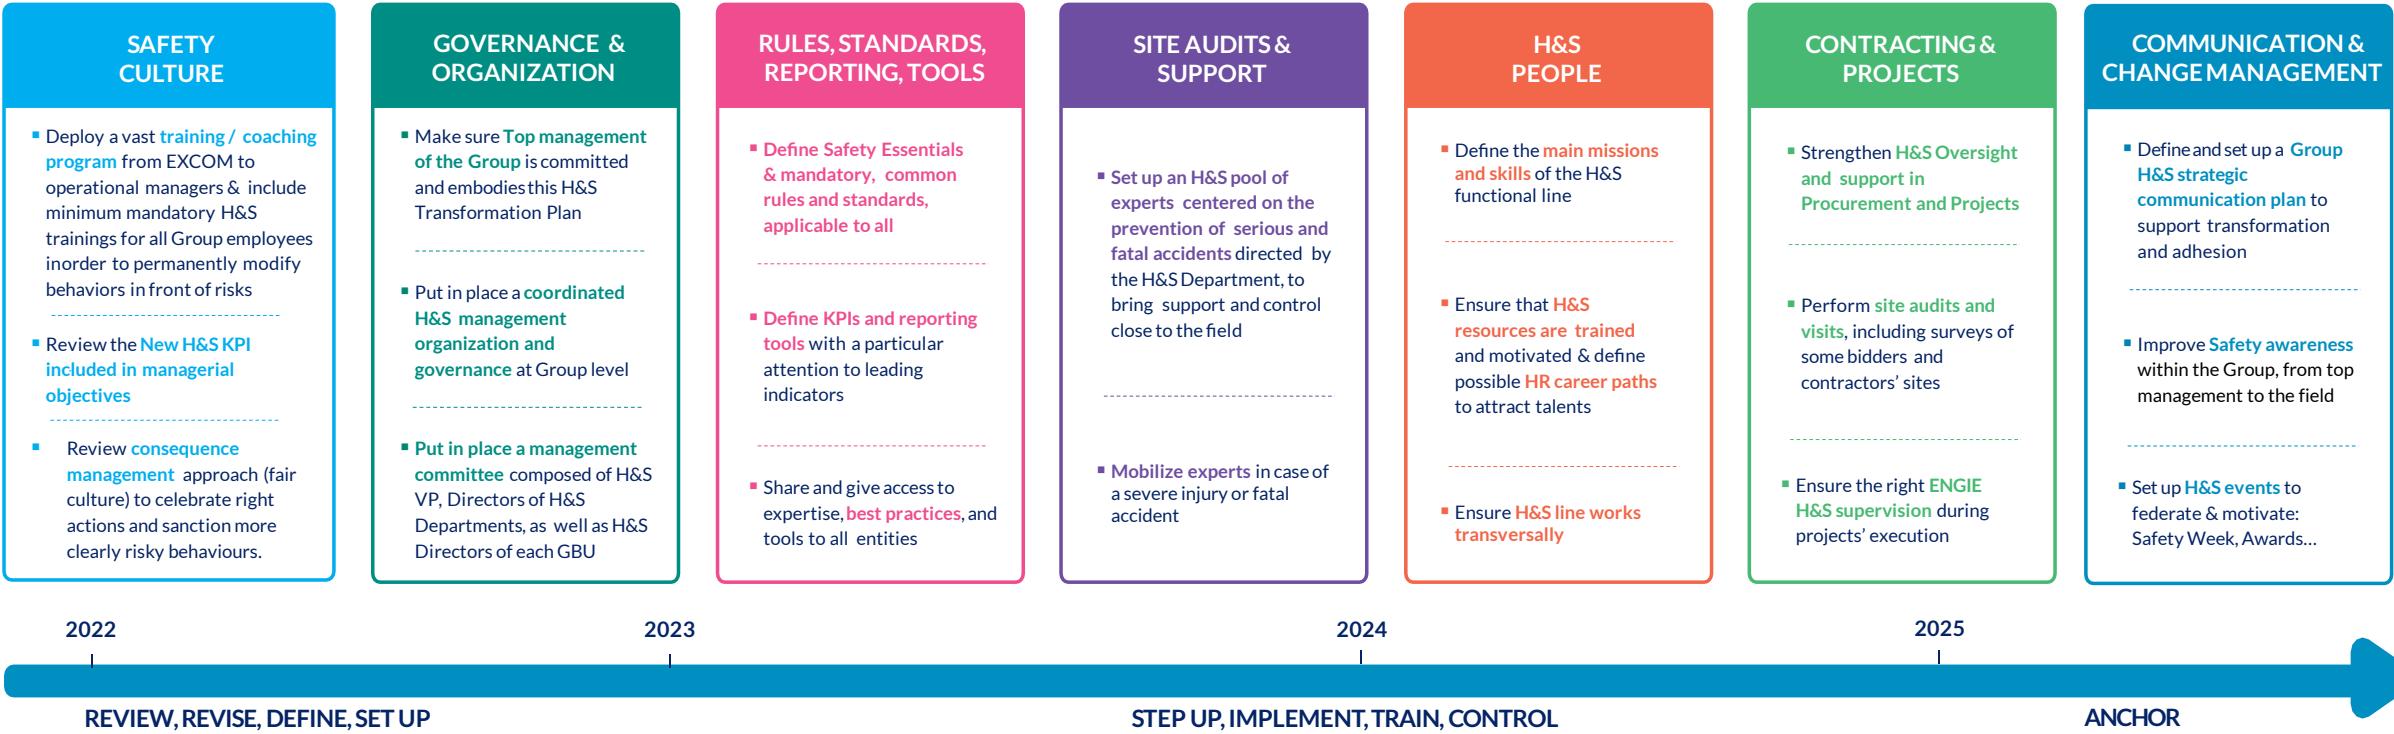 SAFETY
CULTURE
▪ Deploy a vast training / coaching
program from EXCOM to
operational managers & include
minimum mandatory H&S
trainings for all Group employees
inorder to permanently modify
behaviors in front of risks
▪ Review the New H&S KPI
included in managerial
objectives
▪ Review consequence
management approach (fair
culture) to celebrate right
actions and sanction more
clearly risky behaviours.
GOVERNANCE &
ORGANIZATION
▪ Make sure Top management
of the Group is committed
and embodies this H&S
Transformation Plan
▪ Put in place a coordinated
H&S management
organization and
governance at Group level
▪ Put in place a management
committee composed of H&S
VP, Directors of H&S
Departments, as well as H&S
Directors of each GBU
RULES, STANDARDS,
REPORTING, TOOLS
▪ Define Safety Essentials
& mandatory, common
rules and standards,
applicable to all
▪ Define KPIs and reporting
tools with a particular
attention to leading
indicators
▪ Share and give access to
expertise, best practices, and
tools to all entities
SITE AUDITS &
SUPPORT
▪ Set up an H&S pool of
experts centered on the
prevention of serious and
fatal accidents directed by
the H&S Department, to
bring support and control
close to the field
▪ Mobilize experts in case of
a severe injury or fatal
accident
H&S
PEOPLE
▪ Define the main missions
and skills of the H&S
functional line
▪ Ensure that H&S
resources are trained
and motivated & define
possible HR career paths
to attract talents
▪ Ensure H&S line works
transversally
CONTRACTING &
PROJECTS
▪ Strengthen H&S Oversight
and support in
Procurement and Projects
▪ Perform site audits and
visits, including surveys of
some bidders and
contractors' sites
▪ Ensure the right ENGIE
H&S supervision during
projects' execution
COMMUNICATION &
CHANGE MANAGEMENT
▪ Define and set up a Group
H&S strategic
communication plan to
support transformation
and adhesion
▪ Improve Safety awareness
within the Group, from top
management to the field
▪ Set up H&S events to
federate & motivate:
Safety Week, Awards...
2022
2023
2024
2025
REVIEW, REVISE, DEFINE, SET UP
STEP UP, IMPLEMENT, TRAIN, CONTROL
ANCHOR